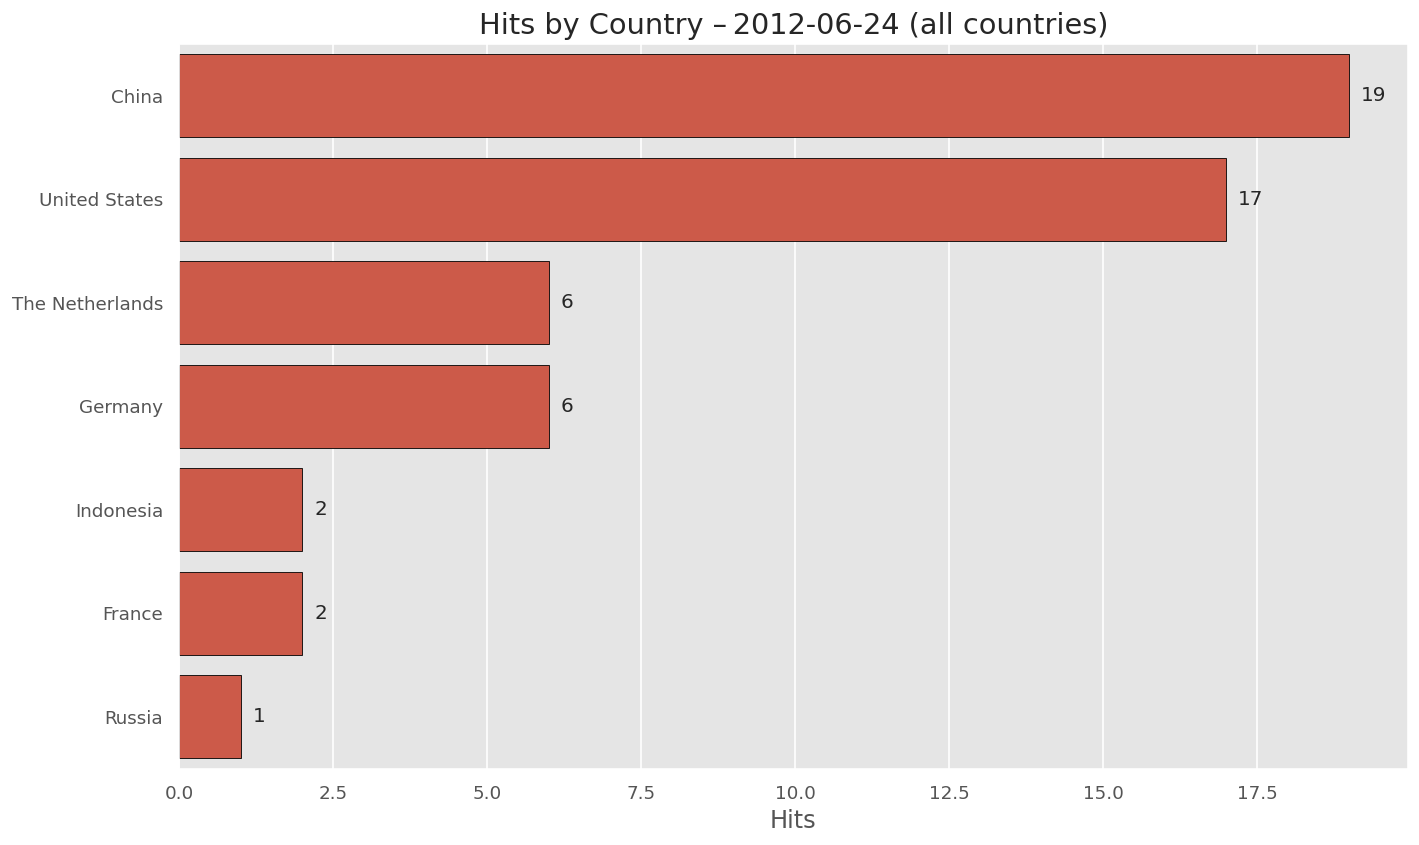 Hits by Country – 2012-06-24 (all countries)
China 19
United States 17
The Netherlands 6
Germany 6
Indonesia 2
France 2
Russia 1
0.0 2.5 5.0 7.5 10.0 12.5 15.0 17.5
Hits